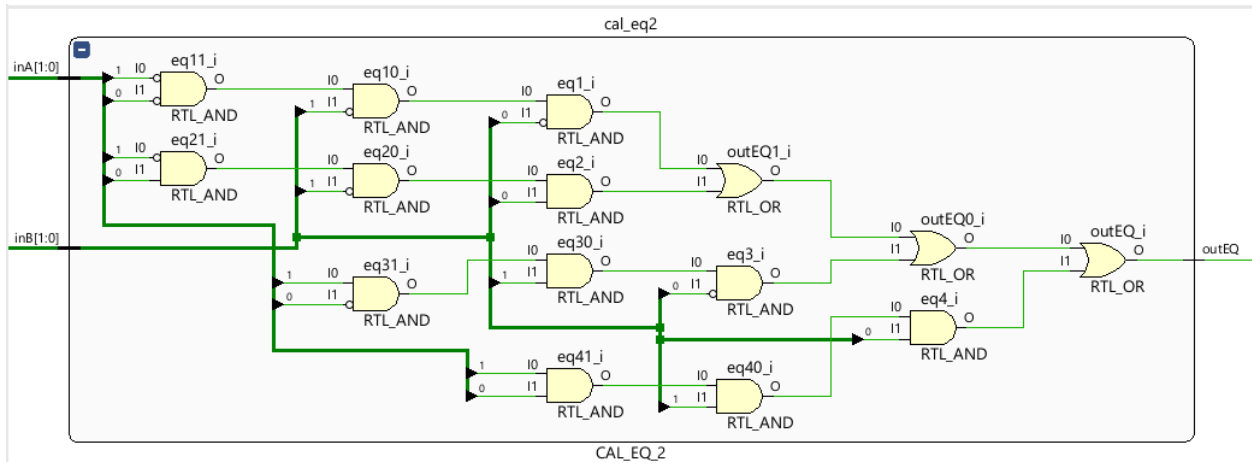 cal_eq2
inA[1:0]
1 I0 eq11_i O
0 I1
RTL_AND
I0 eq10_i O
1 I1
RTL_AND
I0 eq1_i O
0 I1
RTL_AND
1 I0 eq21_i O
0 I1
RTL_AND
I0 eq20_i O
1 I1
RTL_AND
I0 eq2_i O
0 I1
RTL_AND
I0 outEQ1_i O
I1
RTL_OR
inB[1:0]
1 I0 eq31_i O
0 I1
RTL_AND
I0 eq30_i O
1 I1
RTL_AND
I0 eq3_i O
0 I1
RTL_AND
I0 outEQ0_i O
I1
RTL_OR
I0 outEQ_i O
I1
RTL_OR
outEQ
1 I0 eq41_i O
0 I1
RTL_AND
I0 eq40_i O
1 I1
RTL_AND
I0 eq4_i O
0 I1
RTL_AND
CAL_EQ_2